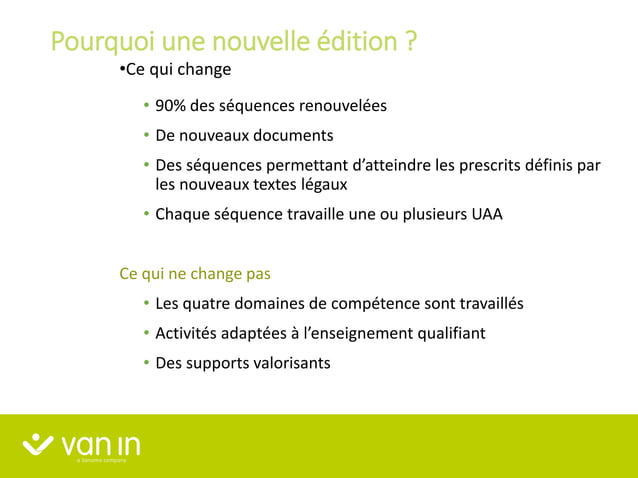 Pourquoi une nouvelle édition ?
•Ce qui change
• 90% des séquences renouvelées
• De nouveaux documents
• Des séquences permettant d’atteindre les prescrits définis par
les nouveaux textes légaux
• Chaque séquence travaille une ou plusieurs UAA
Ce qui ne change pas
• Les quatre domaines de compétence sont travaillés
• Activités adaptées à l’enseignement qualifiant
• Des supports valorisants
van in
a Sanoma company